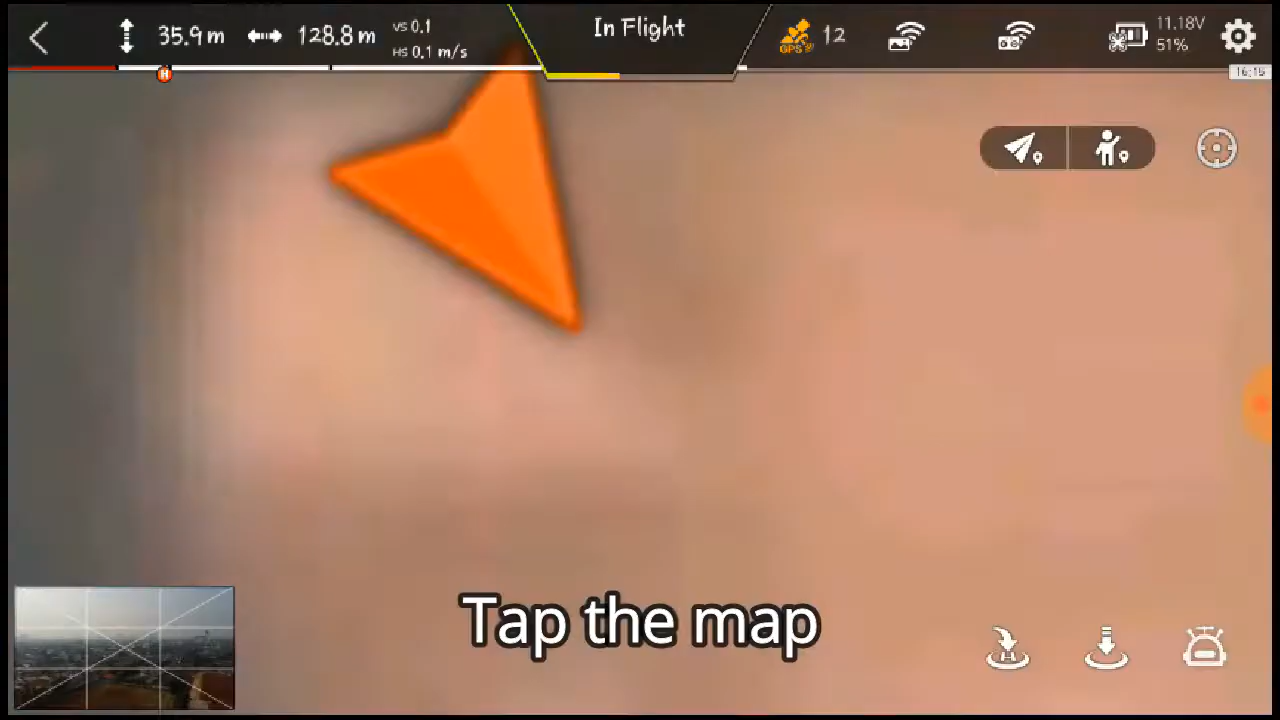 35.9 m
128.8 m
VS 0.1
HS 0.1 m/s
In Flight
GPS
12
11.18V
51%
16:15
H
Tap the map